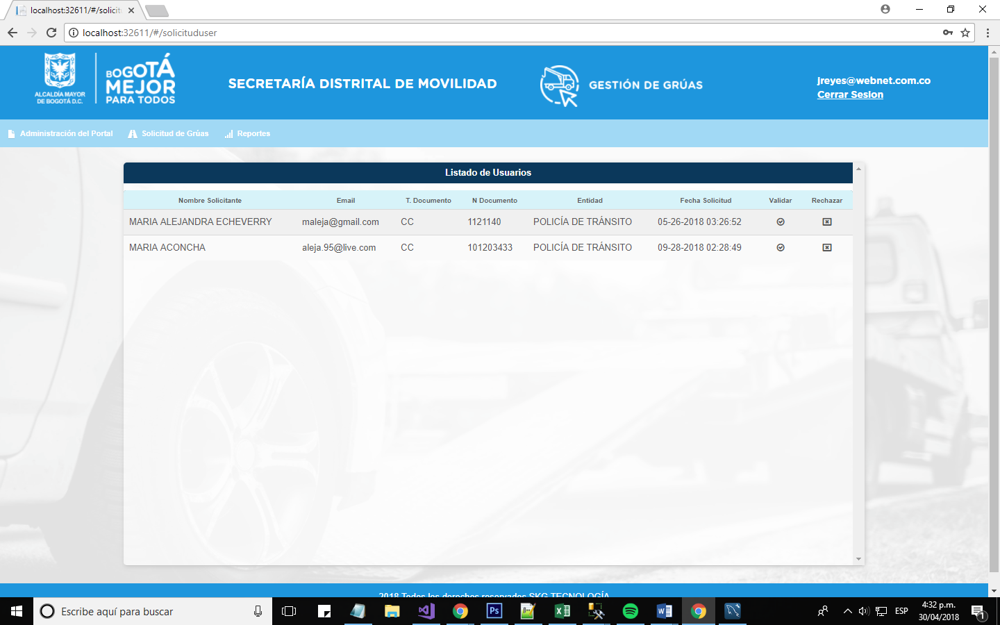 localhost:32611/#/solicit
localhost:32611/#/solicituduser
ALCALDÍA MAYOR
DE BOGOTÁ D.C.
BOGOTÁ
MEJOR
PARA TODOS
SECRETARÍA DISTRITAL DE MOVILIDAD
GESTIÓN DE GRÚAS
jreyes@webnet.com.co
Cerrar Sesion
Administración del Portal Solicitud de Grúas Reportes
Listado de Usuarios
Nombre Solicitante Email T. Documento N Documento Entidad Fecha Solicitud Validar Rechazar
MARIA ALEJANDRA ECHEVERRY maleja@gmail.com CC 1121140 POLICÍA DE TRÁNSITO 05-26-2018 03:26:52
MARIA ACONCHA aleja.95@live.com CC 101203433 POLICÍA DE TRÁNSITO 09-28-2018 02:28:49
2018 Todos los derechos reservados SKG TECNOLOGÍA
Escribe aquí para buscar
Ps
ESP
4:32 p.m.
30/04/2018
1